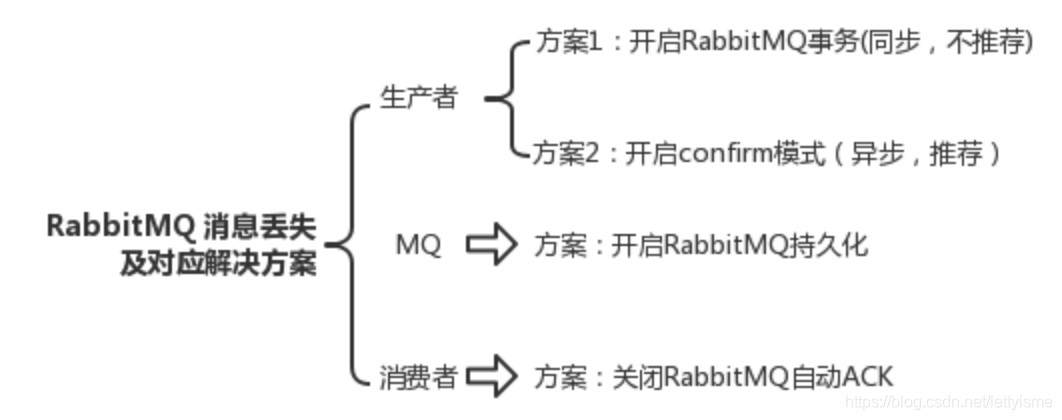 方案1：开启RabbitMQ事务(同步，不推荐)
生产者
方案2：开启confirm模式（异步，推荐）
RabbitMQ 消息丢失
及对应解决方案
MQ
方案：开启RabbitMQ持久化
消费者
方案：关闭RabbitMQ自动ACK
https://blog.csdn.net/lettyisme